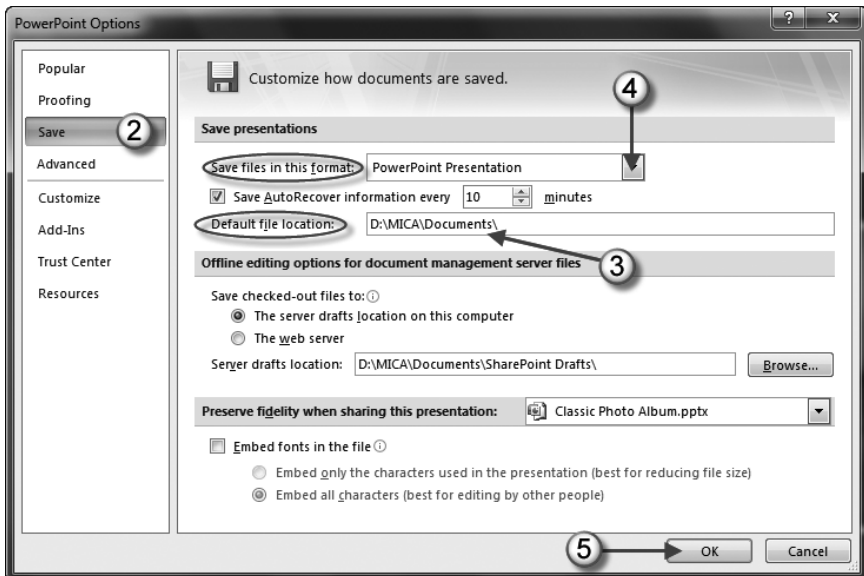 PowerPoint Options
? X
Popular
Proofing
Save 2
Advanced
Customize
Add-Ins
Trust Center
Resources
Customize how documents are saved.
4
Save presentations
Save files in this format: PowerPoint Presentation
Save AutoRecover information every 10 minutes
Default file location: D:\MICA\Documents\
3
Offline editing options for document management server files
Save checked-out files to:
The server drafts location on this computer
The web server
Server drafts location: D:\MICA\Documents\SharePoint Drafts\ Browse...
Preserve fidelity when sharing this presentation: Classic Photo Album.pptx
Embed fonts in the file
Embed only the characters used in the presentation (best for reducing file size)
Embed all characters (best for editing by other people)
5 OK Cancel